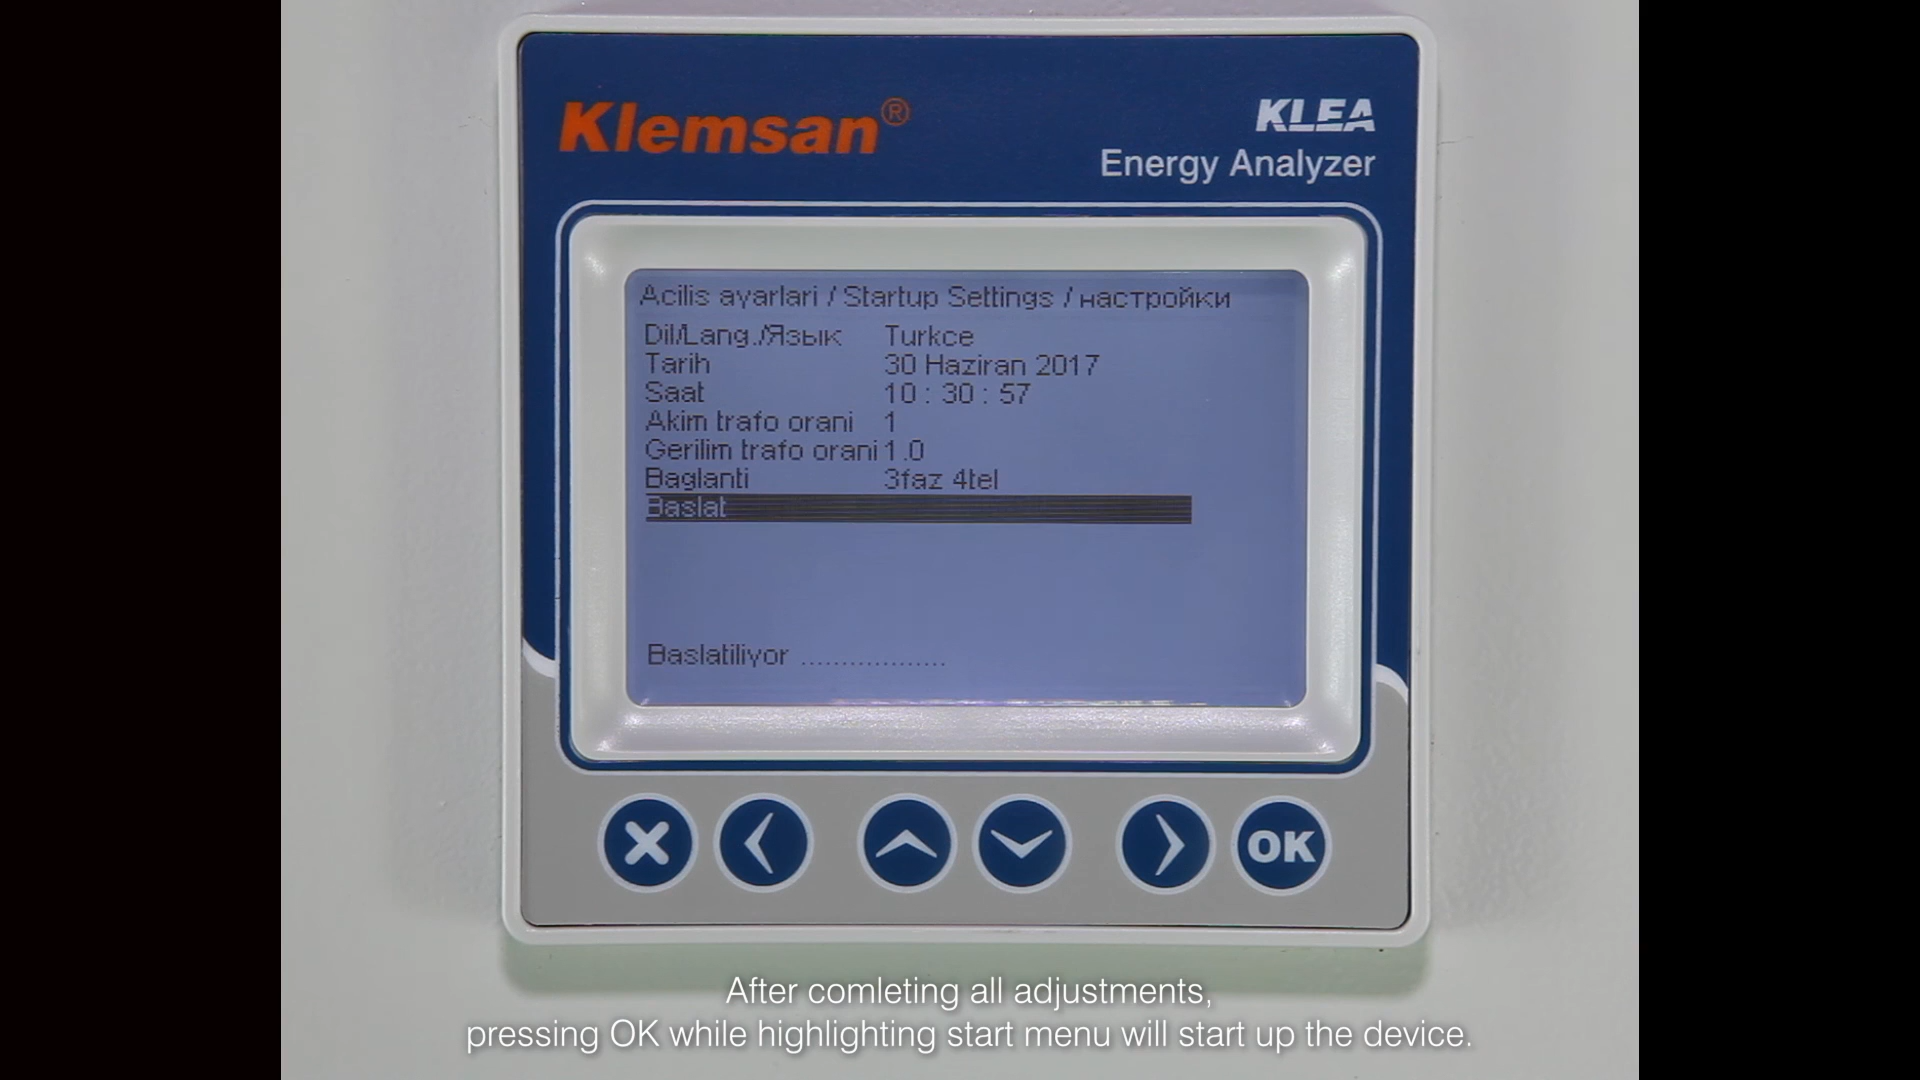 Klemsan®
KLEA
Energy Analyzer
Acilis ayarlari / Startup Settings / настройки
Dil/Lang./Язык Turkce
Tarih 30 Haziran 2017
Saat 10 : 30 : 57
Akim trafo orani 1
Gerilim trafo orani 1.0
Baglanti 3faz 4tel
Baslat
Baslatiliyor ..................
OK
After comleting all adjustments,
pressing OK while highlighting start menu will start up the device.